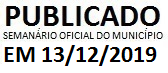 PUBLICADO
SEMANÁRIO OFICIAL DO MUNICÍPIO
EM 13/12/2019